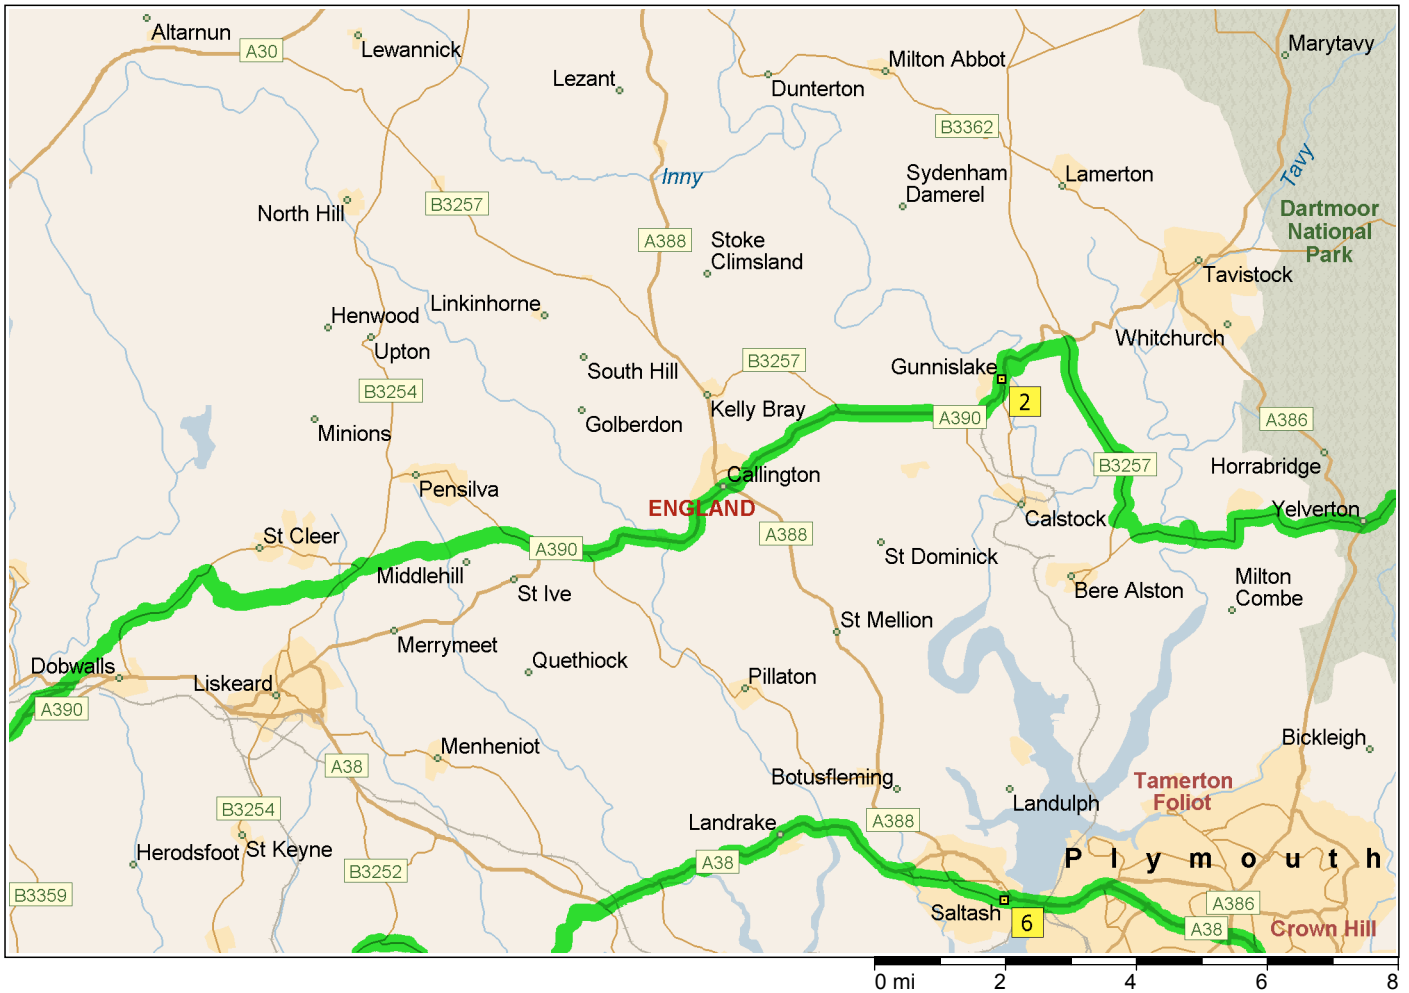 Altarnun
A30
Lewannick
Lezant
Dunterton
Milton Abbot
Marytavy
B3362
Tavy
Inny
Sydenham
Damerel
Lamerton
Dartmoor
National
Park
North Hill
B3257
A388
Stoke
Climsland
Tavistock
Henwood
Upton
Linkinhorne
Whitchurch
South Hill
B3257
Gunnislake
2
B3254
Kelly Bray
A390
A386
Minions
Golberdon
Horrabridge
B3257
Pensilva
Callington
ENGLAND
Calstock
Yelverton
St Cleer
A390
A388
St Dominick
Middlehill
St Ive
Bere Alston
Milton
Combe
St Mellion
Merrymeet
Quethiock
Dobwalls
Liskeard
Pillaton
A390
Menheniot
Bickleigh
A38
Botusfleming
Landulph
Tamerton
Foliot
B3254
Landrake
A388
Herodsfoot
St Keyne
A38
Plymouth
B3252
B3359
Saltash
6
A386
A38
Crown Hill
0 mi
2
4
6
8